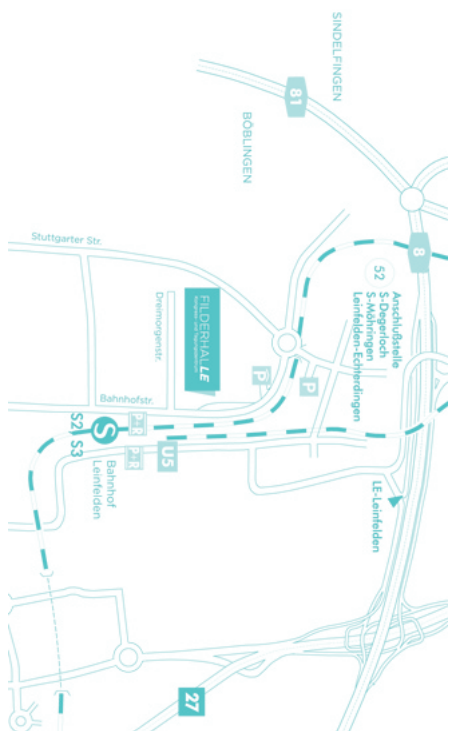 SINDELFINGEN
81
BÖBLINGEN
8
52
Anschlußstelle
S-Degerloch
S-Möhringen
Leinfelden-Echterdingen
Stuttgarter Str.
Dreimorgenstr.
FILDERHALLE
P
P
Bahnhofstr.
P+R
S
S2 S3
P+R
U5
Bahnhof
Leinfelden
LE-Leinfelden
27